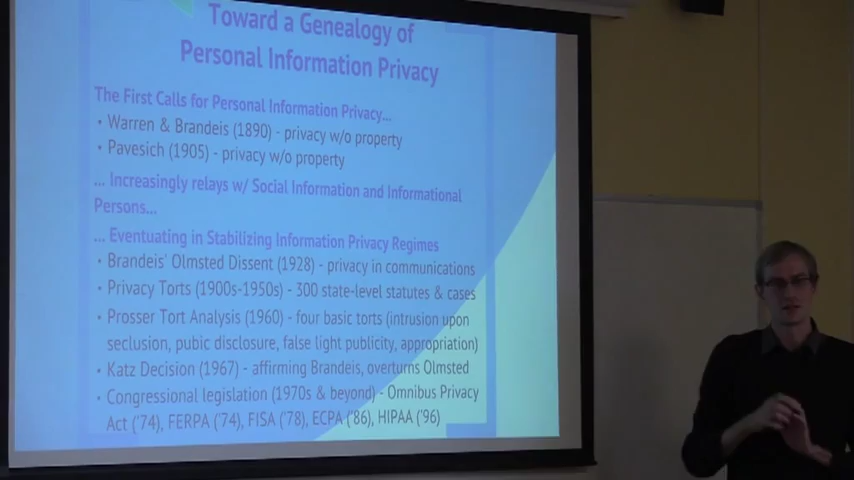 Toward a Genealogy of
Personal Information Privacy
The First Calls for Personal Information Privacy...
• Warren & Brandeis (1890) - privacy w/o property
• Pavesich (1905) - privacy w/o property
... Increasingly relays w/ Social Information and Informational
Persons...
... Eventuating in Stabilizing Information Privacy Regimes
• Brandeis' Olmsted Dissent (1928) - privacy in communications
• Privacy Torts (1900s-1950s) - 300 state-level statutes & cases
• Prosser Tort Analysis (1960) - four basic torts (intrusion upon
seclusion, pubic disclosure, false light publicity, appropriation)
• Katz Decision (1967) - affirming Brandeis, overturns Olmsted
• Congressional legislation (1970s & beyond) - Omnibus Privacy
Act ('74), FERPA ('74), FISA ('78), ECPA ('86), HIPAA ('96)